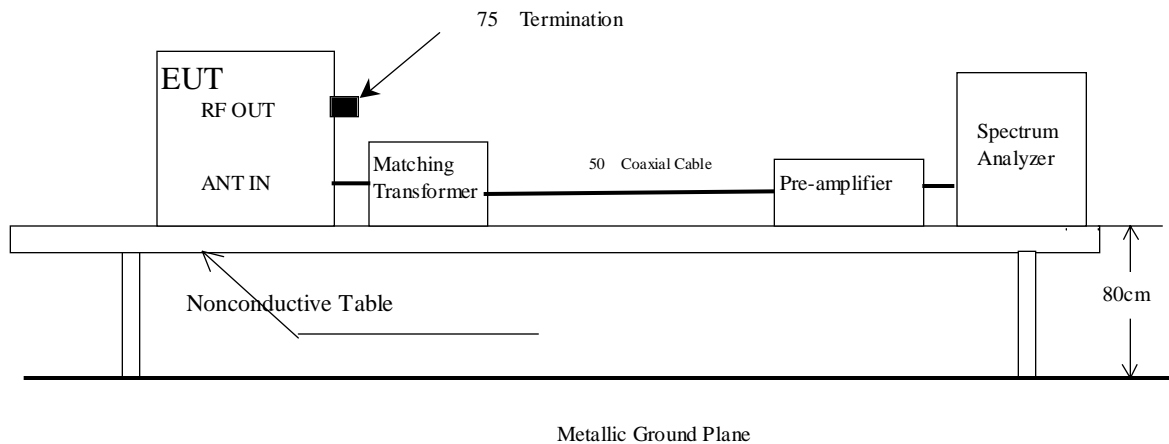 75 Termination
EUT
RF OUT
ANT IN
Matching
Transformer
50 Coaxial Cable
Pre-amplifier
Spectrum
Analyzer
Nonconductive Table
80cm
Metallic Ground Plane